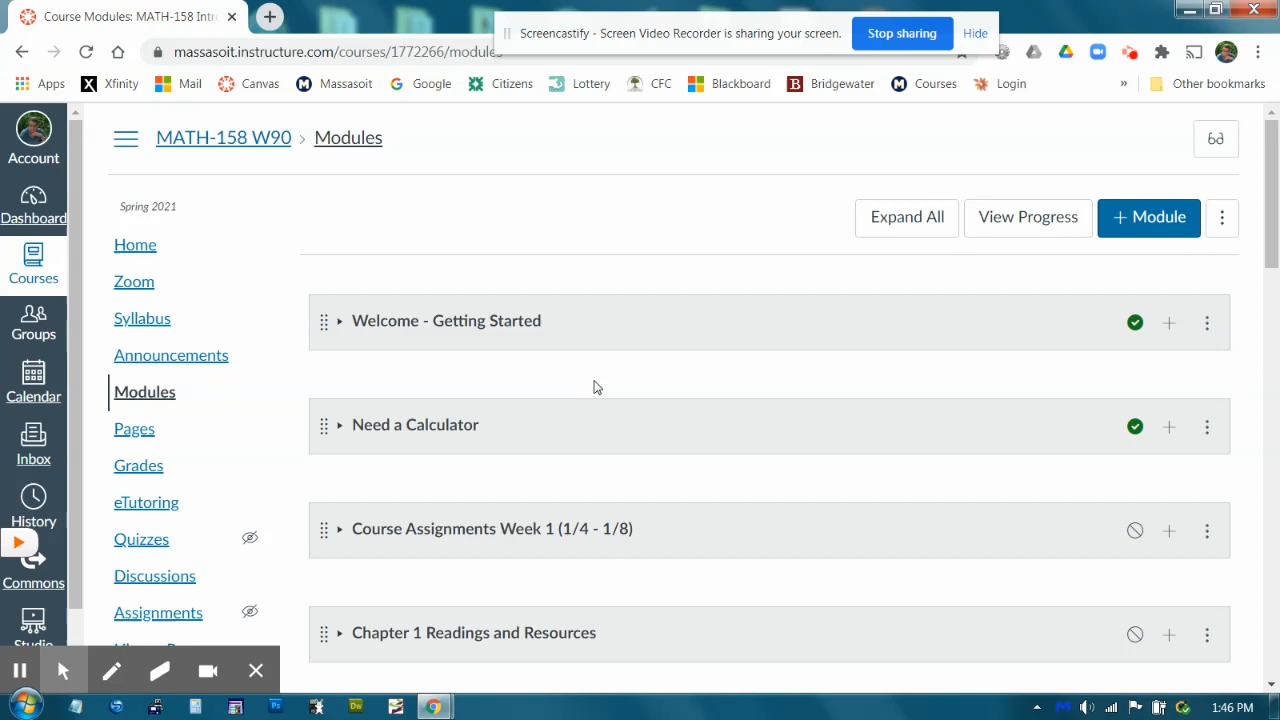 Course Modules: MATH-158 Intr
Screencastify - Screen Video Recorder is sharing your screen. Stop sharing Hide
massasoit.instructure.com/courses/1772266/modules
Apps Xfinity Mail Canvas Massasoit Google Citizens Lottery CFC Blackboard Bridgewater Courses Login » Other bookmarks
Account
Dashboard
Courses
Groups
Calendar
Inbox
History
Commons
MATH-158 W90 › Modules
Spring 2021
Expand All View Progress + Module
Home
Zoom
Syllabus
Announcements
Modules
Pages
Grades
eTutoring
Quizzes
Discussions
Assignments
Welcome - Getting Started
Need a Calculator
Course Assignments Week 1 (1/4 - 1/8)
Chapter 1 Readings and Resources
1:46 PM